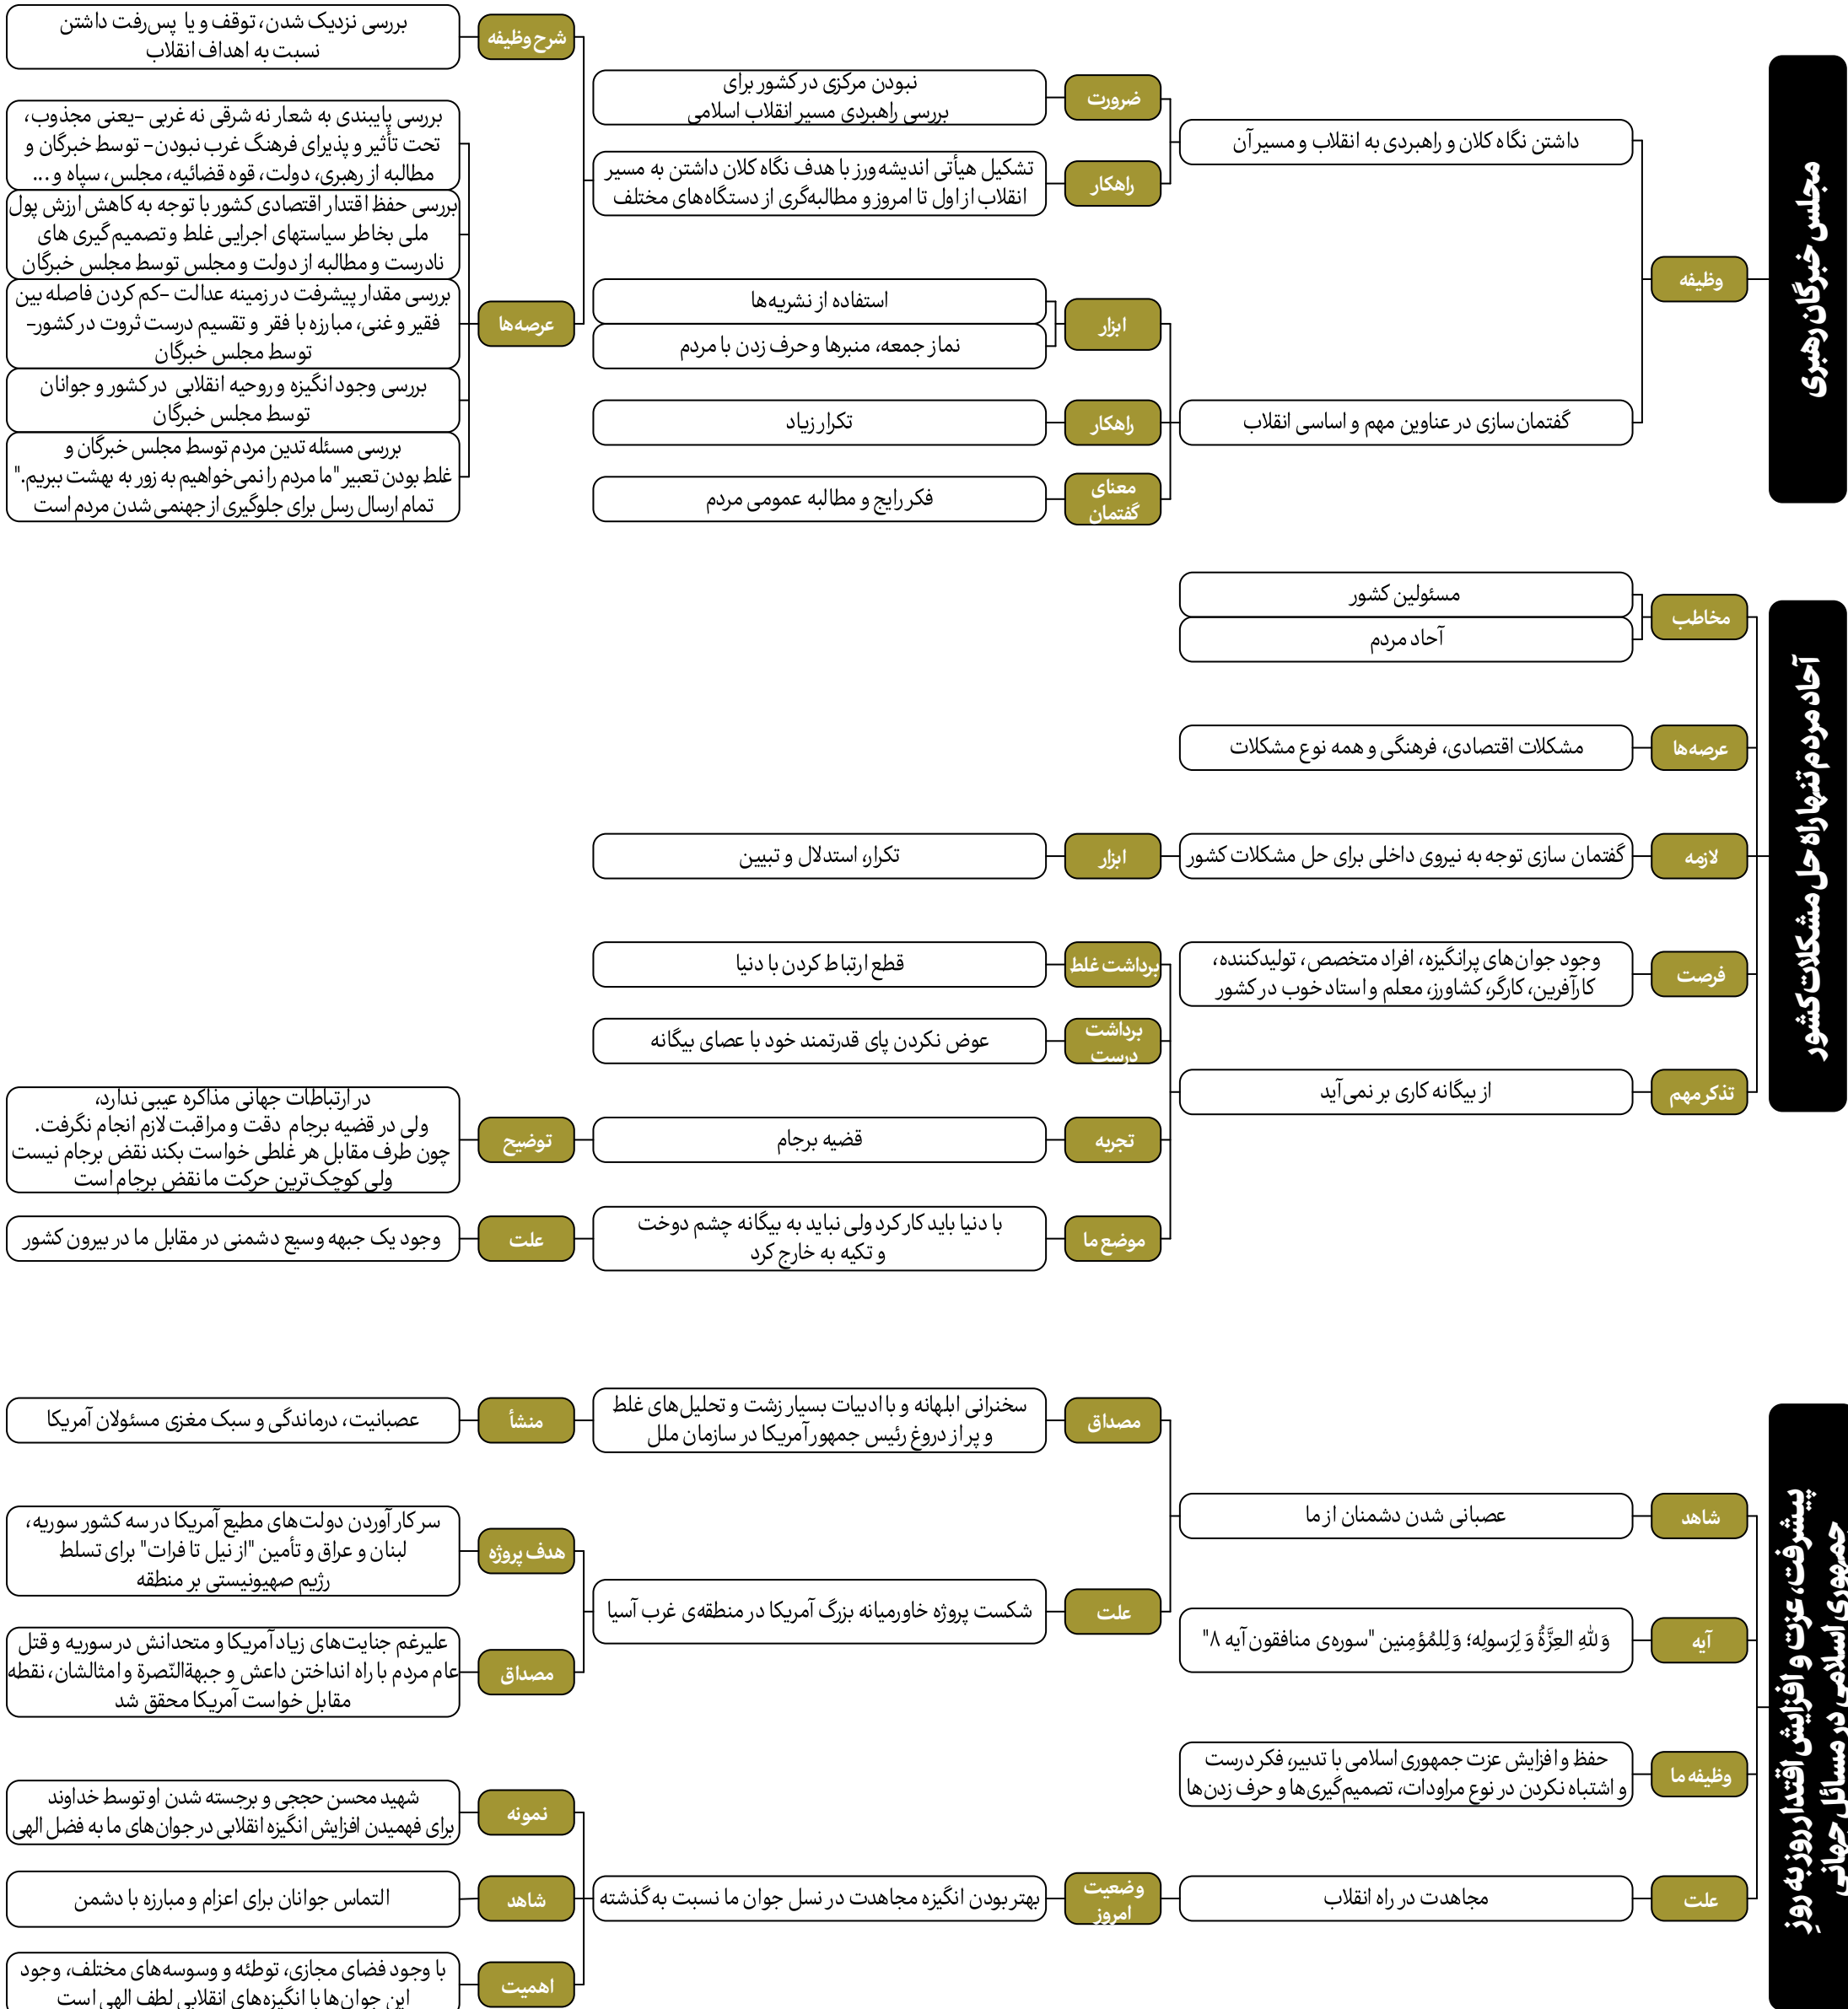 مجلس خبرگان رهبری
وظیفه
داشتن نگاه کلان و راهبردی به انقلاب و مسیر آن
ضرورت
نبودن مرکزی در کشور برای
بررسی راهبردی مسیر انقلاب اسلامی
راهکار
تشکیل هیأتی اندیشه‌ورز با هدف نگاه کلان داشتن به مسیر
انقلاب از اول تا امروز و مطالبه‌گری از دستگاه‌های مختلف
شرح وظیفه
بررسی نزدیک شدن، توقف و یا پس‌رفت داشتن
نسبت به اهداف انقلاب
عرصه‌ها
بررسی پایبندی به شعار نه شرقی نه غربی -یعنی مجذوب،
تحت تأثیر و پذیرای فرهنگ غرب نبودن- توسط خبرگان و
مطالبه از رهبری، دولت، قوه قضائیه، مجلس، سپاه و ...
بررسی حفظ اقتدار اقتصادی کشور با توجه به کاهش ارزش پول
ملی بخاطر سیاستهای اجرایی غلط و تصمیم گیری های
نادرست و مطالبه از دولت و مجلس توسط مجلس خبرگان
بررسی مقدار پیشرفت در زمینه عدالت -کم کردن فاصله بین
فقیر و غنی، مبارزه با فقر و تقسیم درست ثروت در کشور-
توسط مجلس خبرگان
بررسی وجود انگیزه و روحیه انقلابی در کشور و جوانان
توسط مجلس خبرگان
بررسی مسئله تدین مردم توسط مجلس خبرگان و
غلط بودن تعبیر "ما مردم را نمی‌خواهیم به زور به بهشت ببریم."
تمام ارسال رسل برای جلوگیری از جهنمی شدن مردم است
گفتمان سازی در عناوین مهم و اساسی انقلاب
ابزار
استفاده از نشریه‌ها
نماز جمعه، منبرها و حرف زدن با مردم
راهکار
تکرار زیاد
معنای
گفتمان
فکر رایج و مطالبه عمومی مردم
آحاد مردم تنها راه حل مشکلات کشور
مخاطب
مسئولین کشور
آحاد مردم
عرصه‌ها
مشکلات اقتصادی، فرهنگی و همه نوع مشکلات
لازمه
گفتمان سازی توجه به نیروی داخلی برای حل مشکلات کشور
ابزار
تکرار، استدلال و تبیین
فرصت
وجود جوان‌های پرانگیزه، افراد متخصص، تولیدکننده،
کارآفرین، کارگر، کشاورز، معلم و استاد خوب در کشور
تذکر مهم
از بیگانه کاری بر نمی‌آید
برداشت غلط
قطع ارتباط کردن با دنیا
برداشت
درست
عوض نکردن پای قدرتمند خود با عصای بیگانه
تجربه
قضیه برجام
توضیح
در ارتباطات جهانی مذاکره عیبی ندارد،
ولی در قضیه برجام دقت و مراقبت لازم انجام نگرفت.
چون طرف مقابل هر غلطی خواست بکند نقض برجام نیست
ولی کوچک‌ترین حرکت ما نقض برجام است
موضع ما
با دنیا باید کار کرد ولی نباید به بیگانه چشم دوخت
و تکیه به خارج کرد
علت
وجود یک جبهه وسیع دشمنی در مقابل ما در بیرون کشور
پیشرفت، عزت و افزایش اقتدار روز به روزِ
جمهوری اسلامی در مسائل جهانی
شاهد
عصبانی شدن دشمنان از ما
مصداق
سخنرانی ابلهانه و با ادبیات بسیار زشت و تحلیل‌های غلط
و پر از دروغ رئیس جمهور آمریکا در سازمان ملل
منشأ
عصبانیت، درماندگی و سبک مغزی مسئولان آمریکا
علت
شکست پروژه خاورمیانه بزرگ آمریکا در منطقه‌ی غرب آسیا
هدف پروژه
سر کار آوردن دولت‌های مطیع آمریکا در سه کشور سوریه،
لبنان و عراق و تأمین "از نیل تا فرات" برای تسلط
رژیم صهیونیستی بر منطقه
مصداق
علیرغم جنایت‌های زیاد آمریکا و متحدانش در سوریه و قتل
عام مردم با راه انداختن داعش و جبهةالنّصرة و امثالشان، نقطه
مقابل خواست آمریکا محقق شد
آیه
وَ لِلّٰهِ العِزَّةُ وَ لِرَسولِه؛ وَ لِلمُؤمِنین "سوره‌ی منافقون آیه ۸"
وظیفه ما
حفظ و افزایش عزت جمهوری اسلامی با تدبیر، فکر درست
و اشتباه نکردن در نوع مراودات، تصمیم‌گیری‌ها و حرف زدن‌ها
علت
مجاهدت در راه انقلاب
وضعیت
امروز
بهتر بودن انگیزه مجاهدت در نسل جوان ما نسبت به گذشته
نمونه
شهید محسن حججی و برجسته شدن او توسط خداوند
برای فهمیدن افزایش انگیزه انقلابی در جوان‌های ما به فضل الهی
شاهد
التماس جوانان برای اعزام و مبارزه با دشمن
اهمیت
با وجود فضای مجازی، توطئه و وسوسه‌های مختلف، وجود
این جوان‌ها با انگیزه‌های انقلابی لطف الهی است